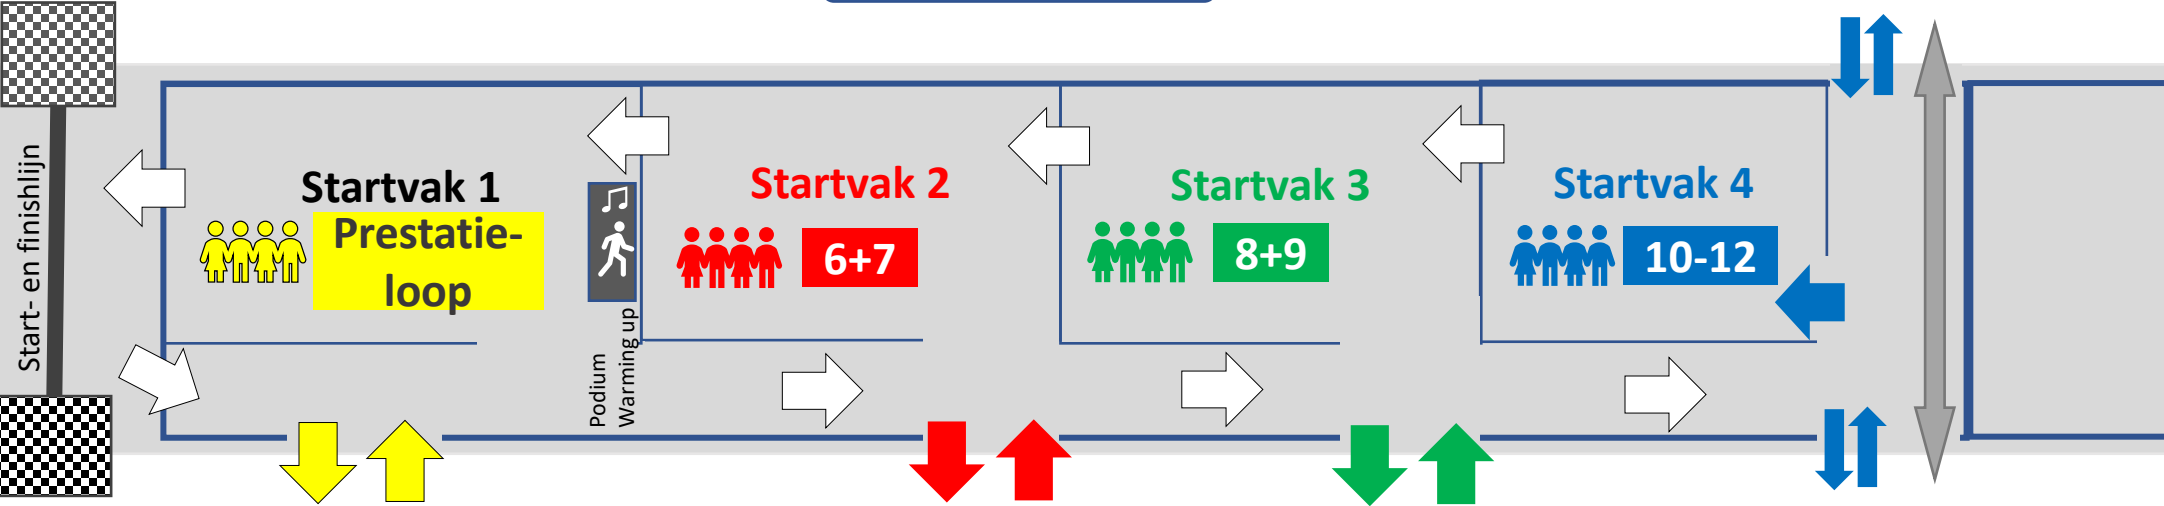 Start- en finishlijn
Startvak 1
Prestatie-
loop
Podium
Warming up
Startvak 2
6+7
Startvak 3
8+9
Startvak 4
10-12